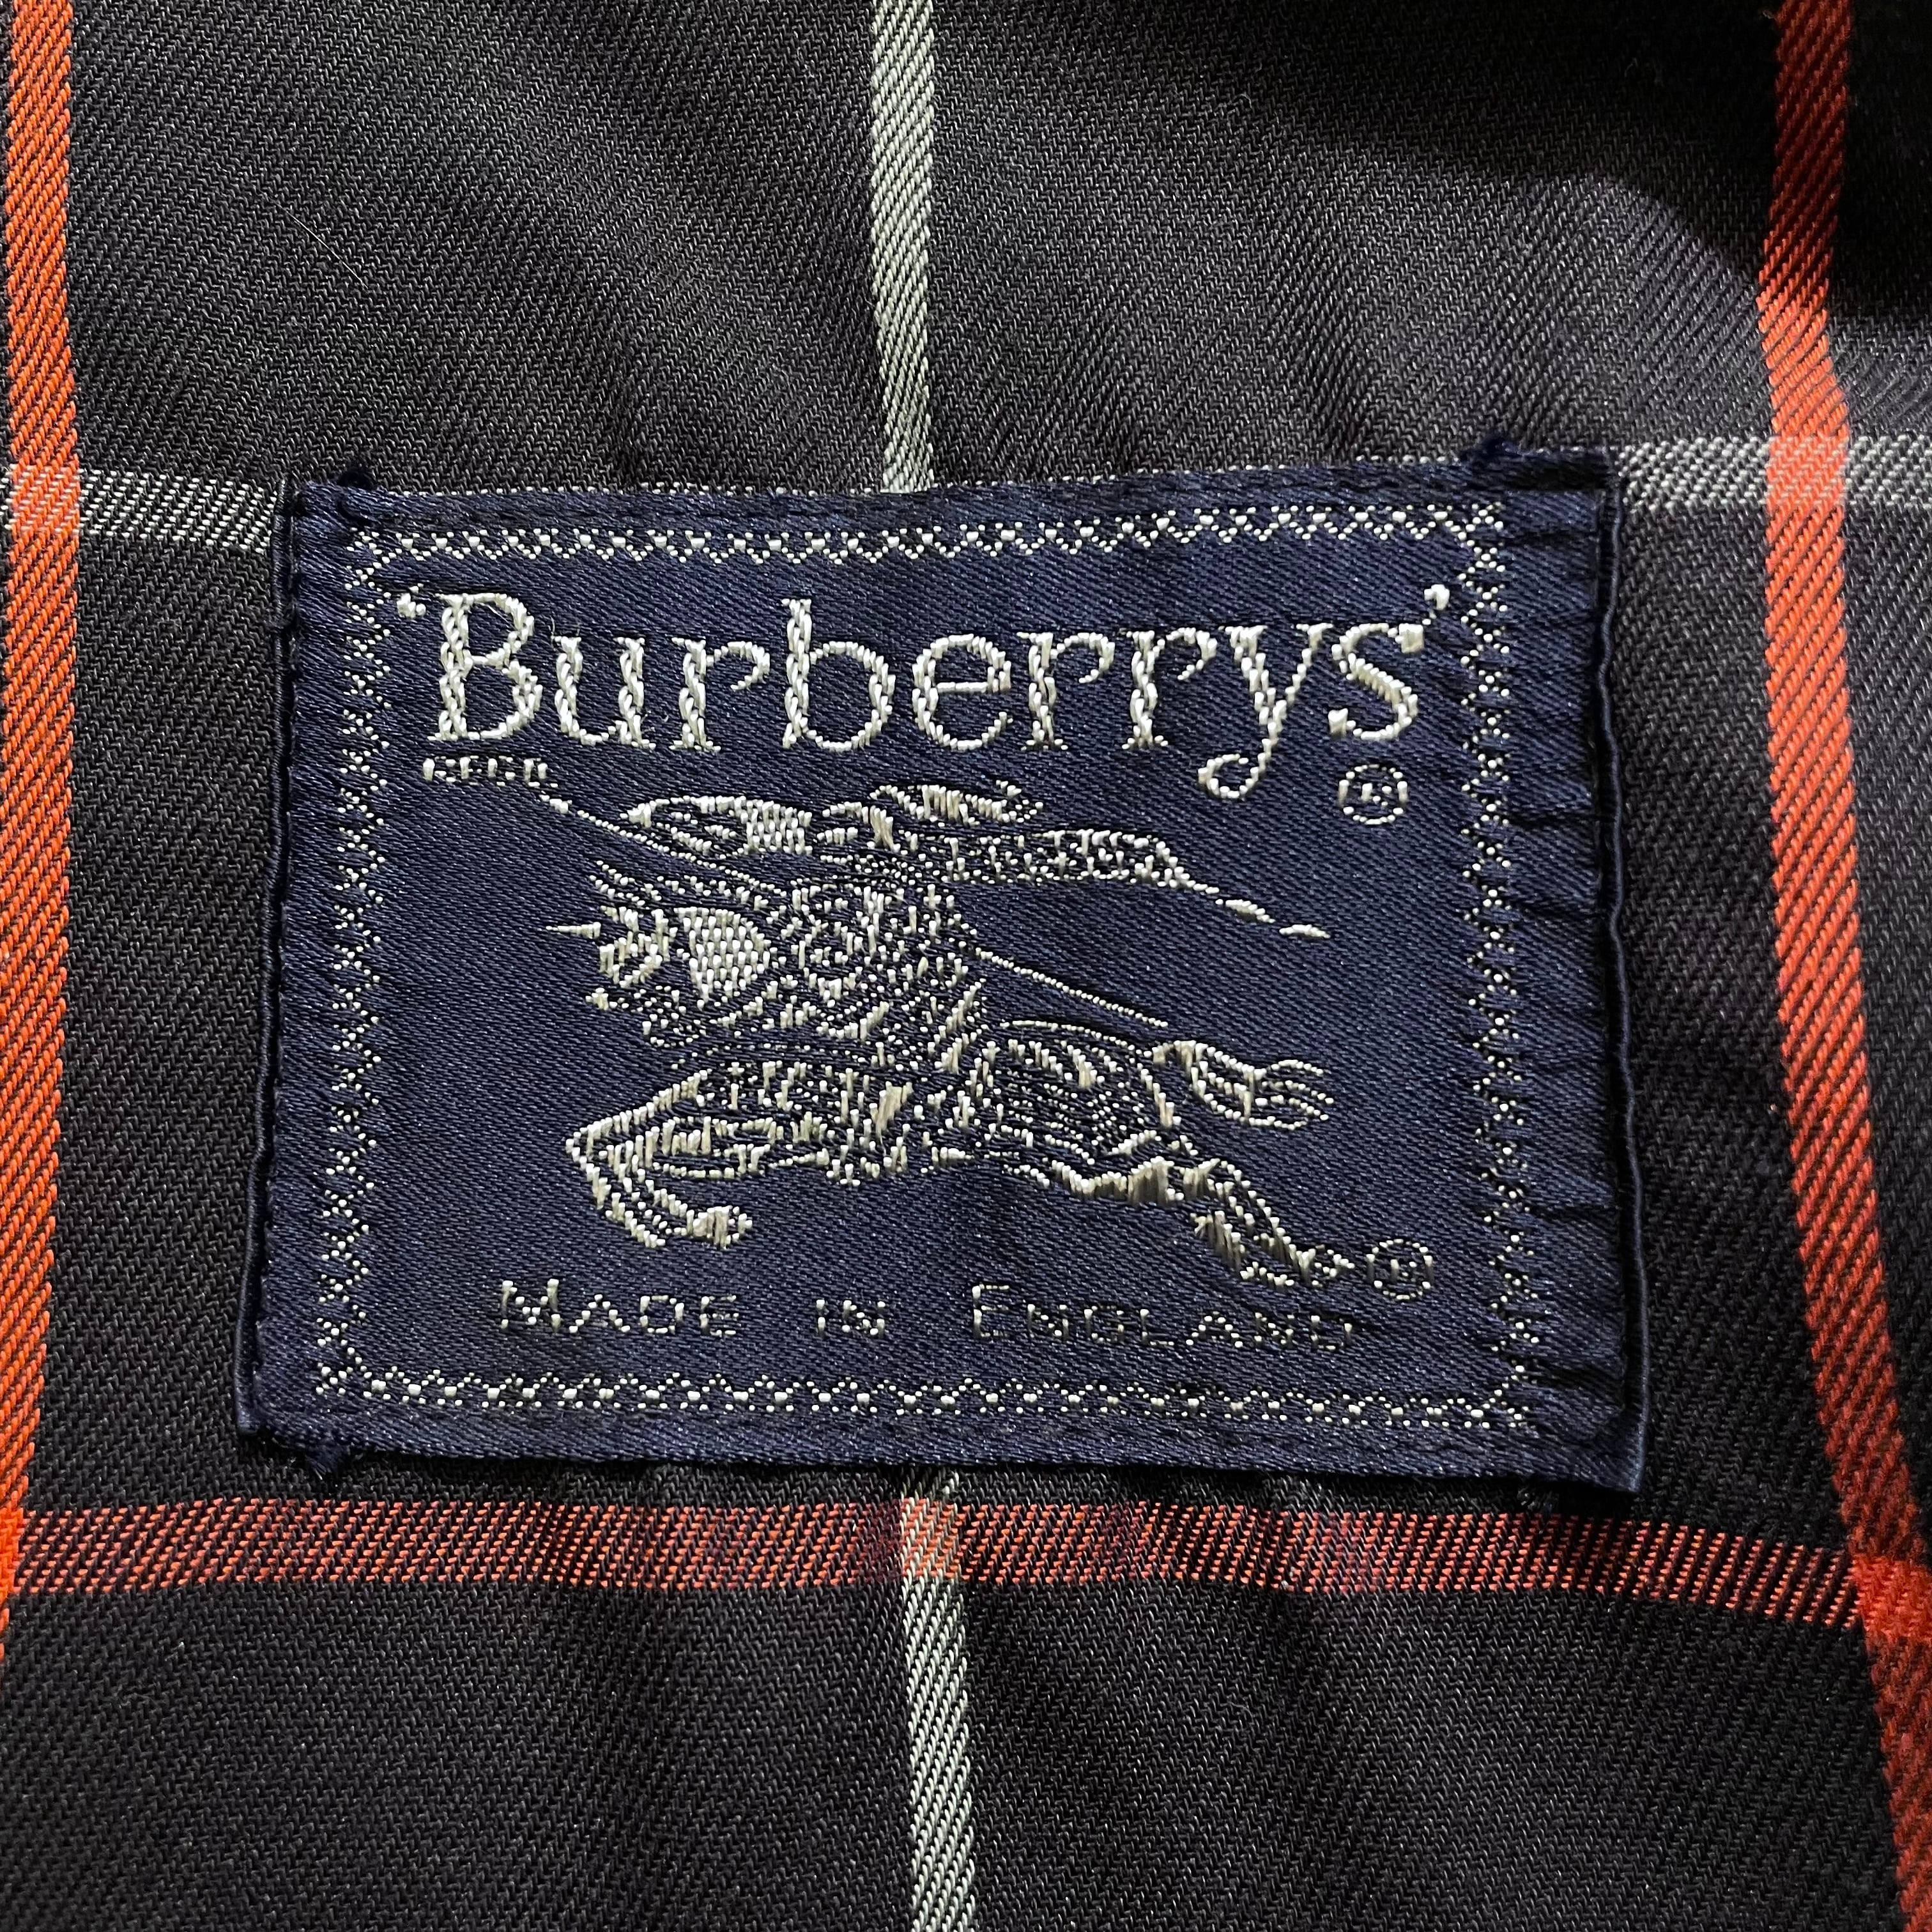 'Burberrys'
®
®
MADE IN ENGLAND